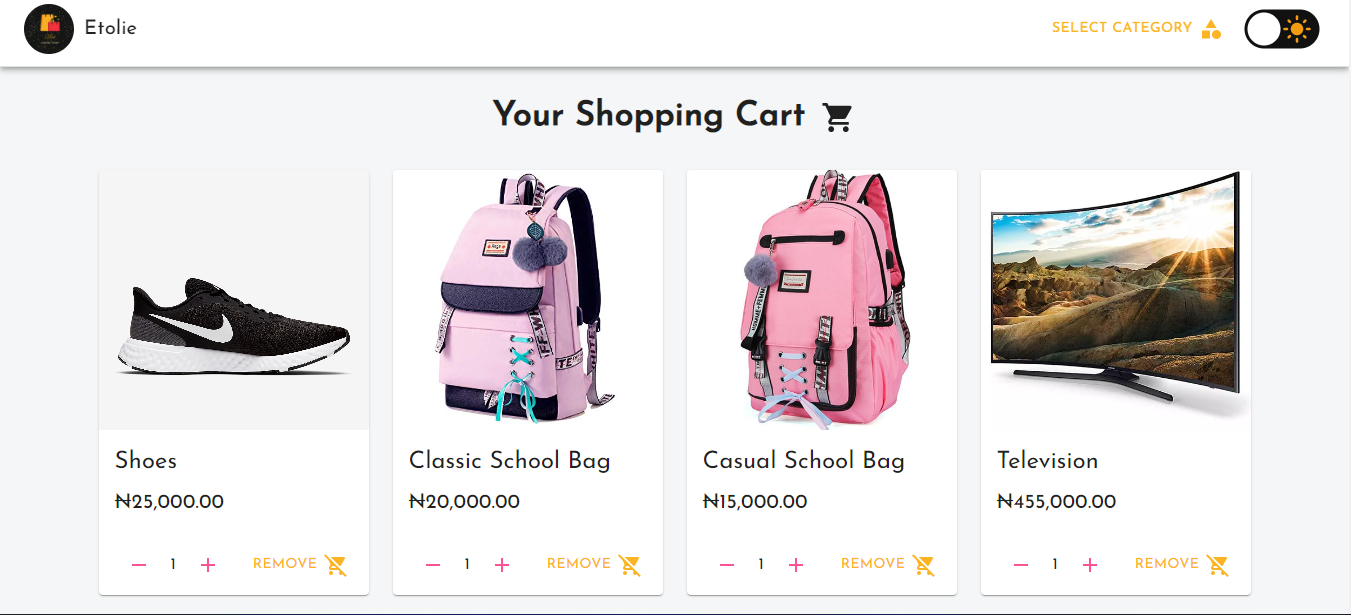 Etolie
SELECT CATEGORY
Your Shopping Cart
Shoes
₦25,000.00
1
REMOVE
Classic School Bag
₦20,000.00
1
REMOVE
Casual School Bag
₦15,000.00
1
REMOVE
Television
₦455,000.00
1
REMOVE